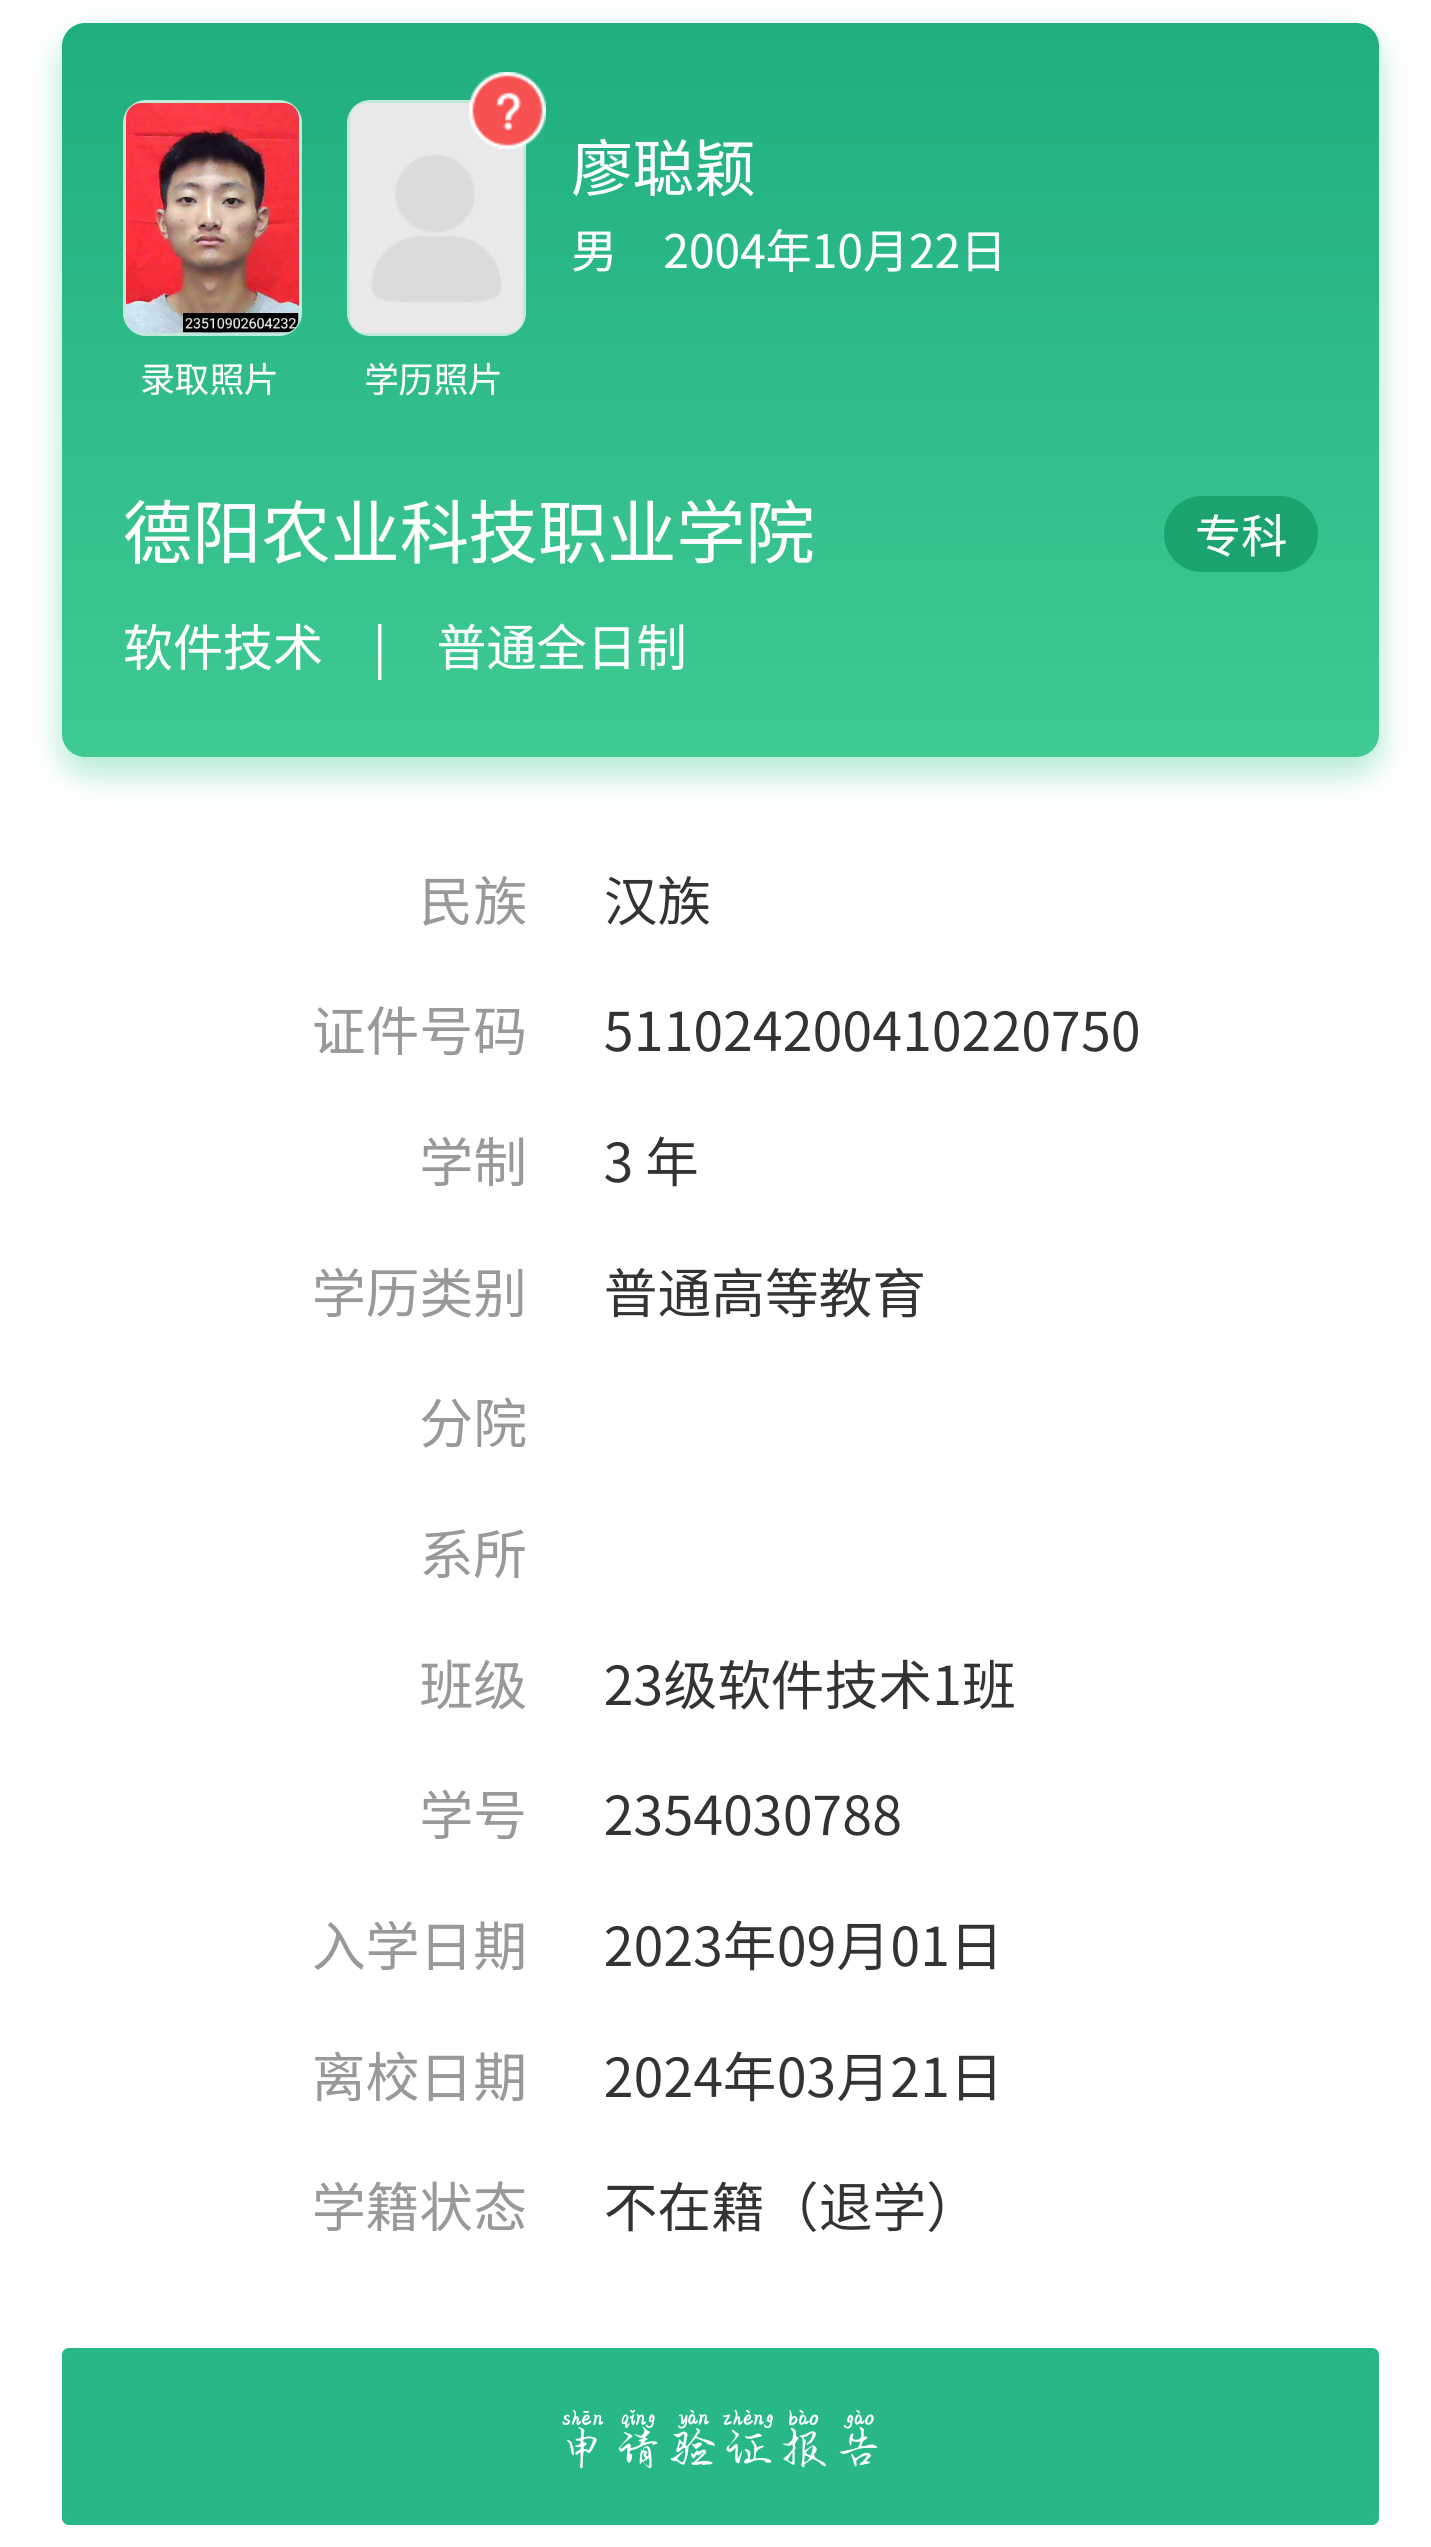 ?
廖聪颖
男 2004年10月22日
23510902604232
录取照片 学历照片
德阳农业科技职业学院 专科
软件技术 | 普通全日制
民族 汉族
证件号码 511024200410220750
学制 3 年
学历类别 普通高等教育
分院
系所
班级 23级软件技术1班
学号 2354030788
入学日期 2023年09月01日
离校日期 2024年03月21日
学籍状态 不在籍（退学）
shēn qǐng yàn zhèng bào gào
申请验证报告